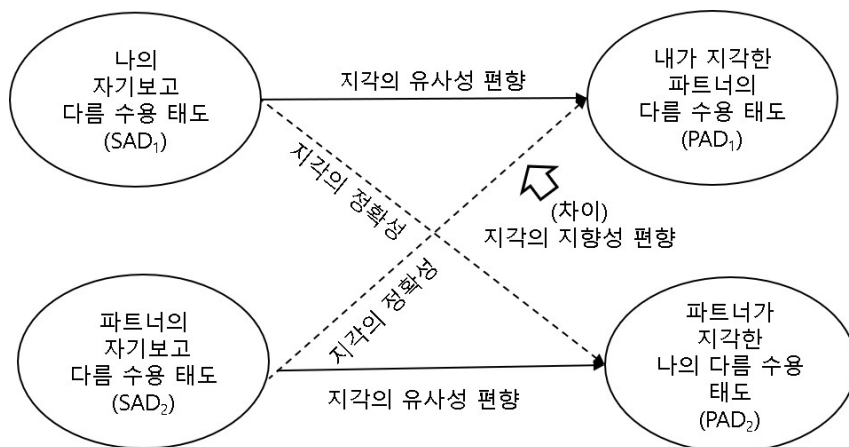 나의
자기보고
다름 수용 태도
(SAD₁)
지각의 유사성 편향
내가 지각한
파트너의
다름 수용 태도
(PAD₁)
지각의 정확성
(차이)
지각의 지향성 편향
지각의 정확성
파트너의
자기보고
다름 수용 태도
(SAD₂)
지각의 유사성 편향
파트너가
지각한
나의 다름 수용
태도
(PAD₂)